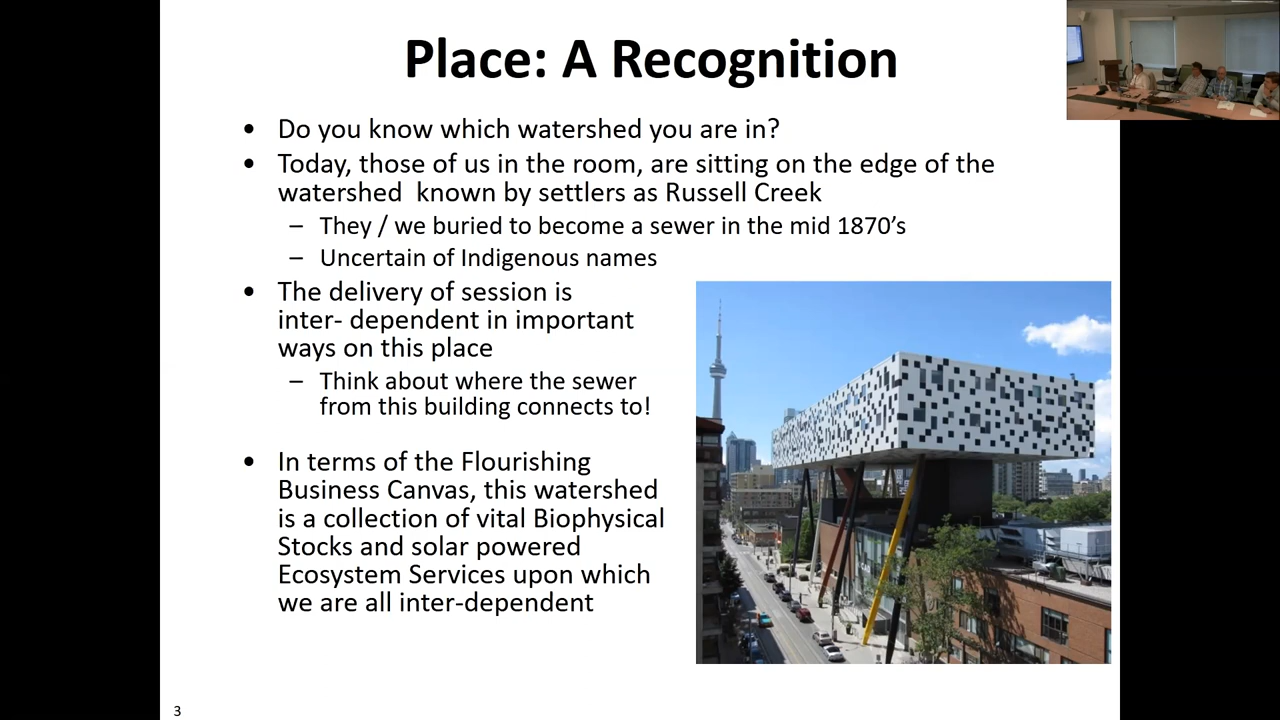 Place: A Recognition
• Do you know which watershed you are in?
• Today, those of us in the room, are sitting on the edge of the
watershed  known by settlers as Russell Creek
– They / we buried to become a sewer in the mid 1870’s
– Uncertain of Indigenous names
• The delivery of session is
inter- dependent in important
ways on this place
– Think about where the sewer
from this building connects to!
• In terms of the Flourishing
Business Canvas, this watershed
is a collection of vital Biophysical
Stocks and solar powered
Ecosystem Services upon which
we are all inter-dependent
3